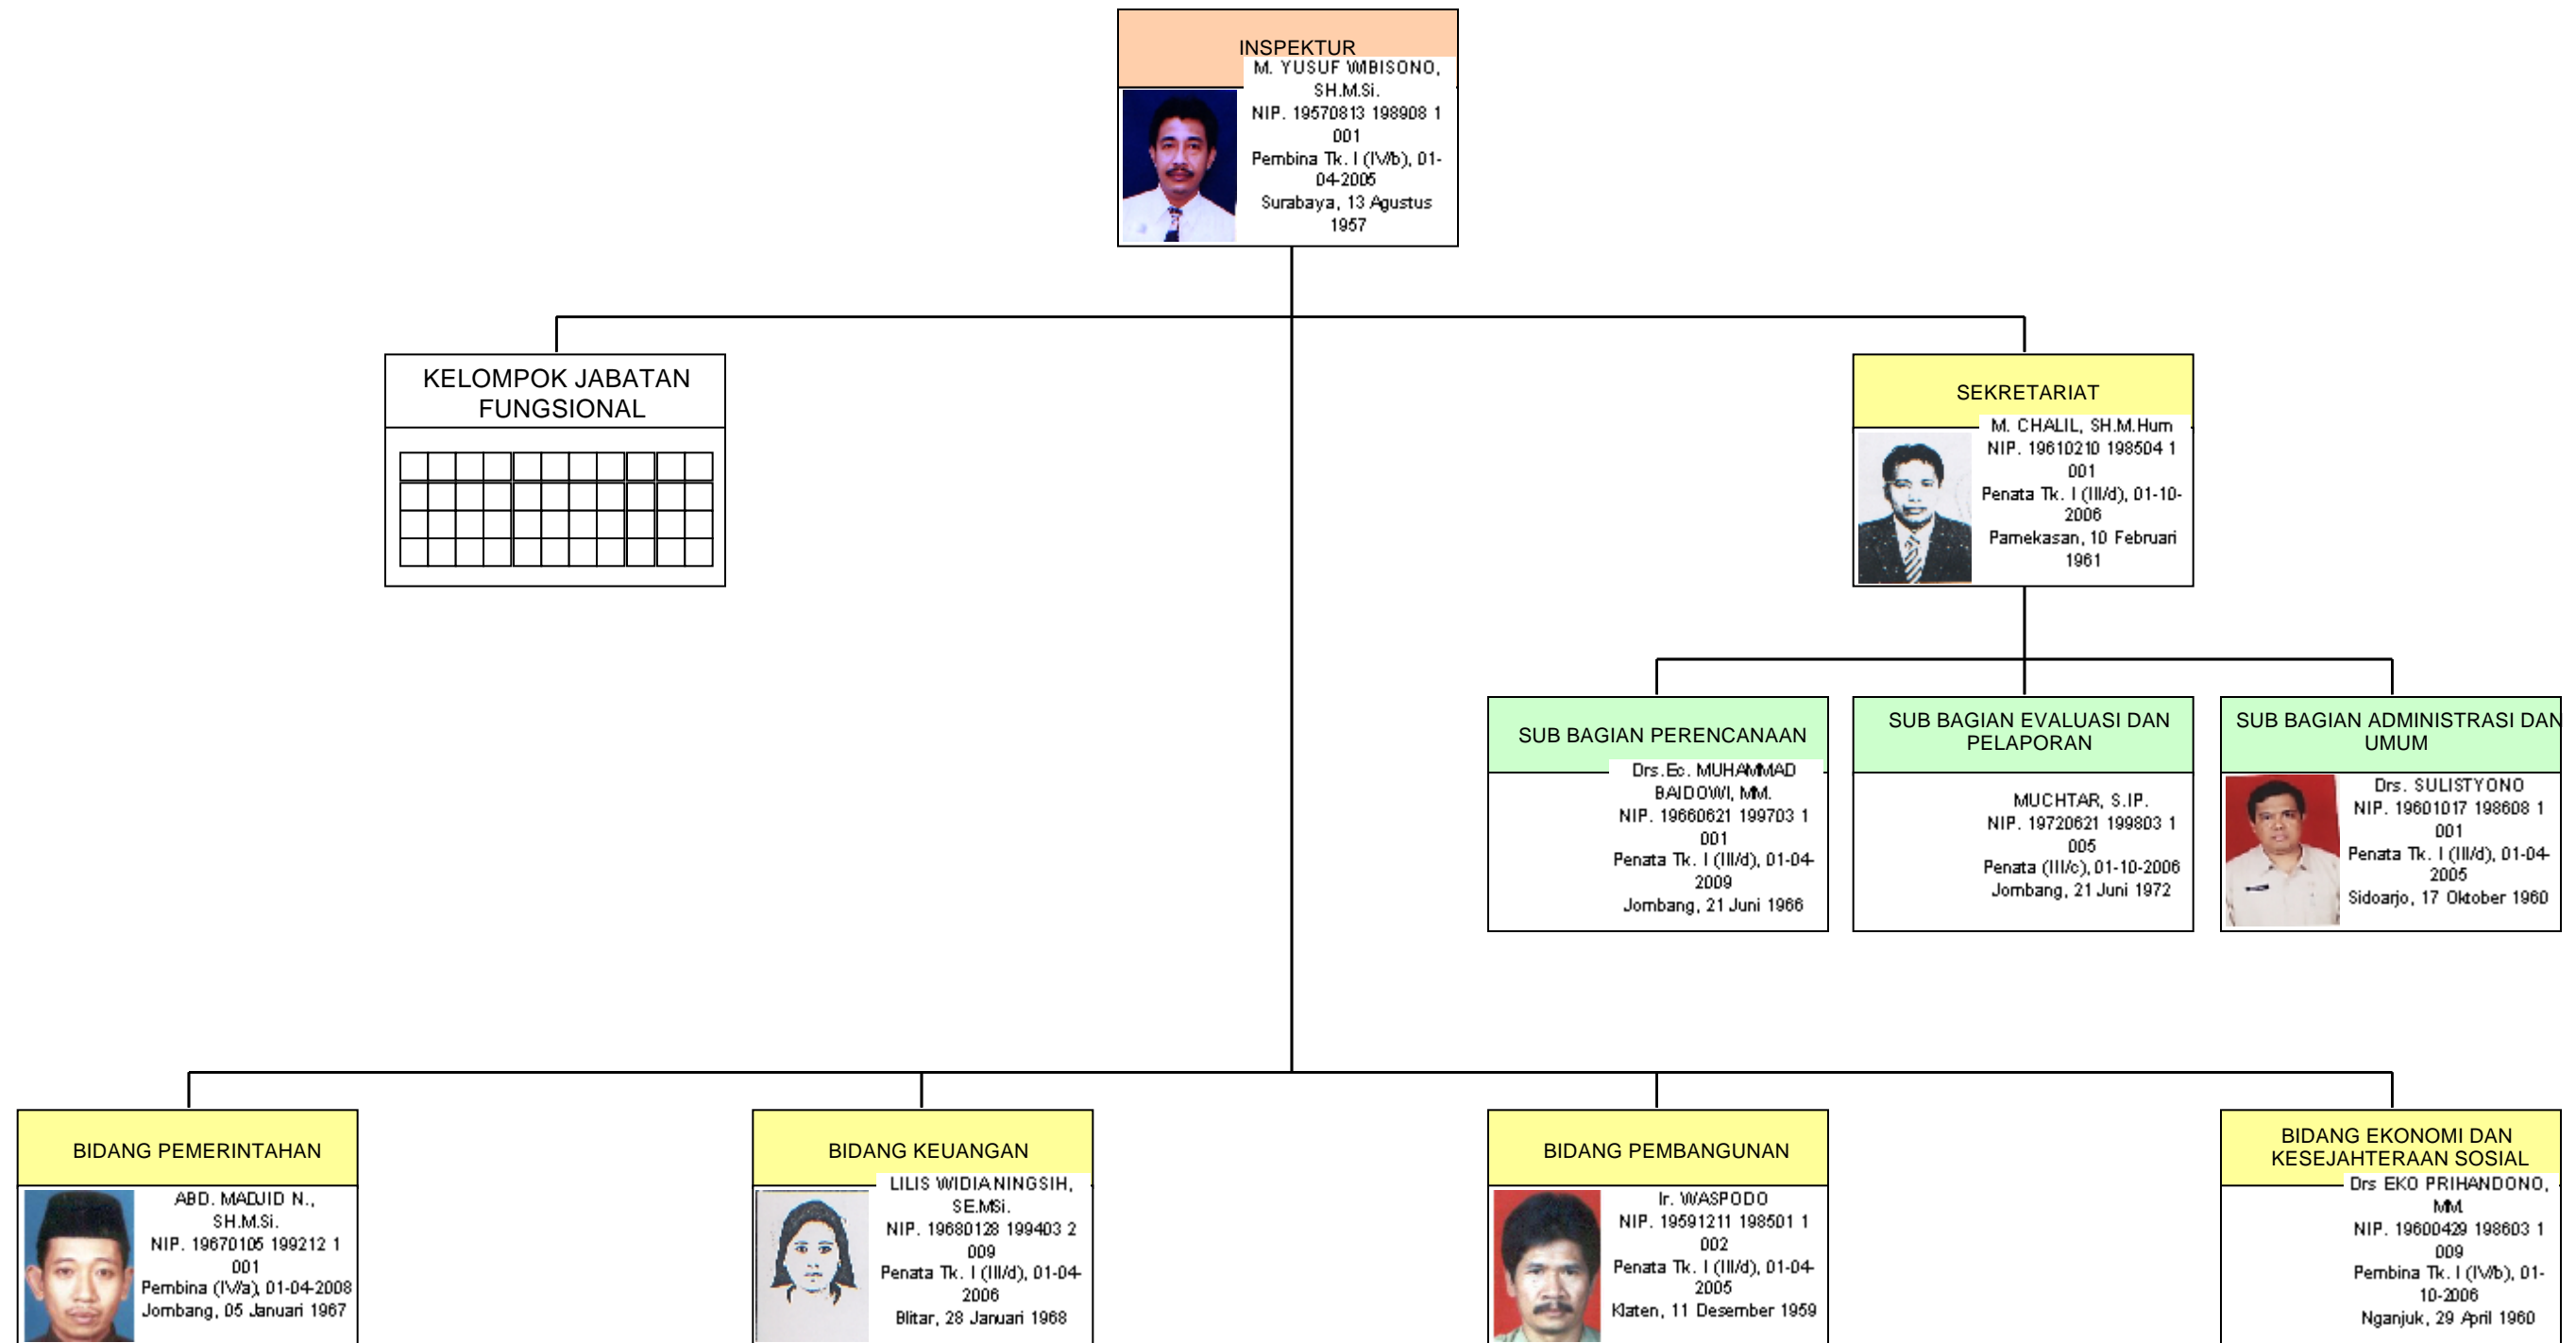 INSPEKTUR
M. YUSUF WIBISONO,
SH.M.Si.
NIP. 19570813 198908 1
001
Pembina Tk. I (IV/b), 01-
04-2005
Surabaya, 13 Agustus
1957
KELOMPOK JABATAN
FUNGSIONAL
SEKRETARIAT
M. CHALIL, SH.M.Hum
NIP. 19610210 198504 1
001
Penata Tk. I (III/d), 01-10-
2006
Pamekasan, 10 Februari
1961
SUB BAGIAN PERENCANAAN
Drs.Ec. MUHAMMAD
BAIDOWI, MM.
NIP. 19660621 199703 1
001
Penata Tk. I (III/d), 01-04-
2009
Jombang, 21 Juni 1966
SUB BAGIAN EVALUASI DAN
PELAPORAN
MUCHTAR, S.IP.
NIP. 19720621 199803 1
005
Penata (III/c), 01-10-2006
Jombang, 21 Juni 1972
SUB BAGIAN ADMINISTRASI DAN
UMUM
Drs. SULISTYONO
NIP. 19601017 198608 1
001
Penata Tk. I (III/d), 01-04-
2005
Sidoarjo, 17 Oktober 1960
BIDANG PEMERINTAHAN
ABD. MADJID N.,
SH.M.Si.
NIP. 19670105 199212 1
001
Pembina (IV/a), 01-04-2008
Jombang, 05 Januari 1967
BIDANG KEUANGAN
LILIS WIDIANINGSIH,
SE.MSi.
NIP. 19680128 199403 2
009
Penata Tk. I (III/d), 01-04-
2006
Blitar, 28 Januari 1968
BIDANG PEMBANGUNAN
Ir. WASPODO
NIP. 19591211 198501 1
002
Penata Tk. I (III/d), 01-04-
2005
Klaten, 11 Desember 1959
BIDANG EKONOMI DAN
KESEJAHTERAAN SOSIAL
Drs EKO PRIHANDONO,
MM.
NIP. 19600429 198603 1
009
Pembina Tk. I (IV/b), 01-
10-2006
Nganjuk, 29 April 1960